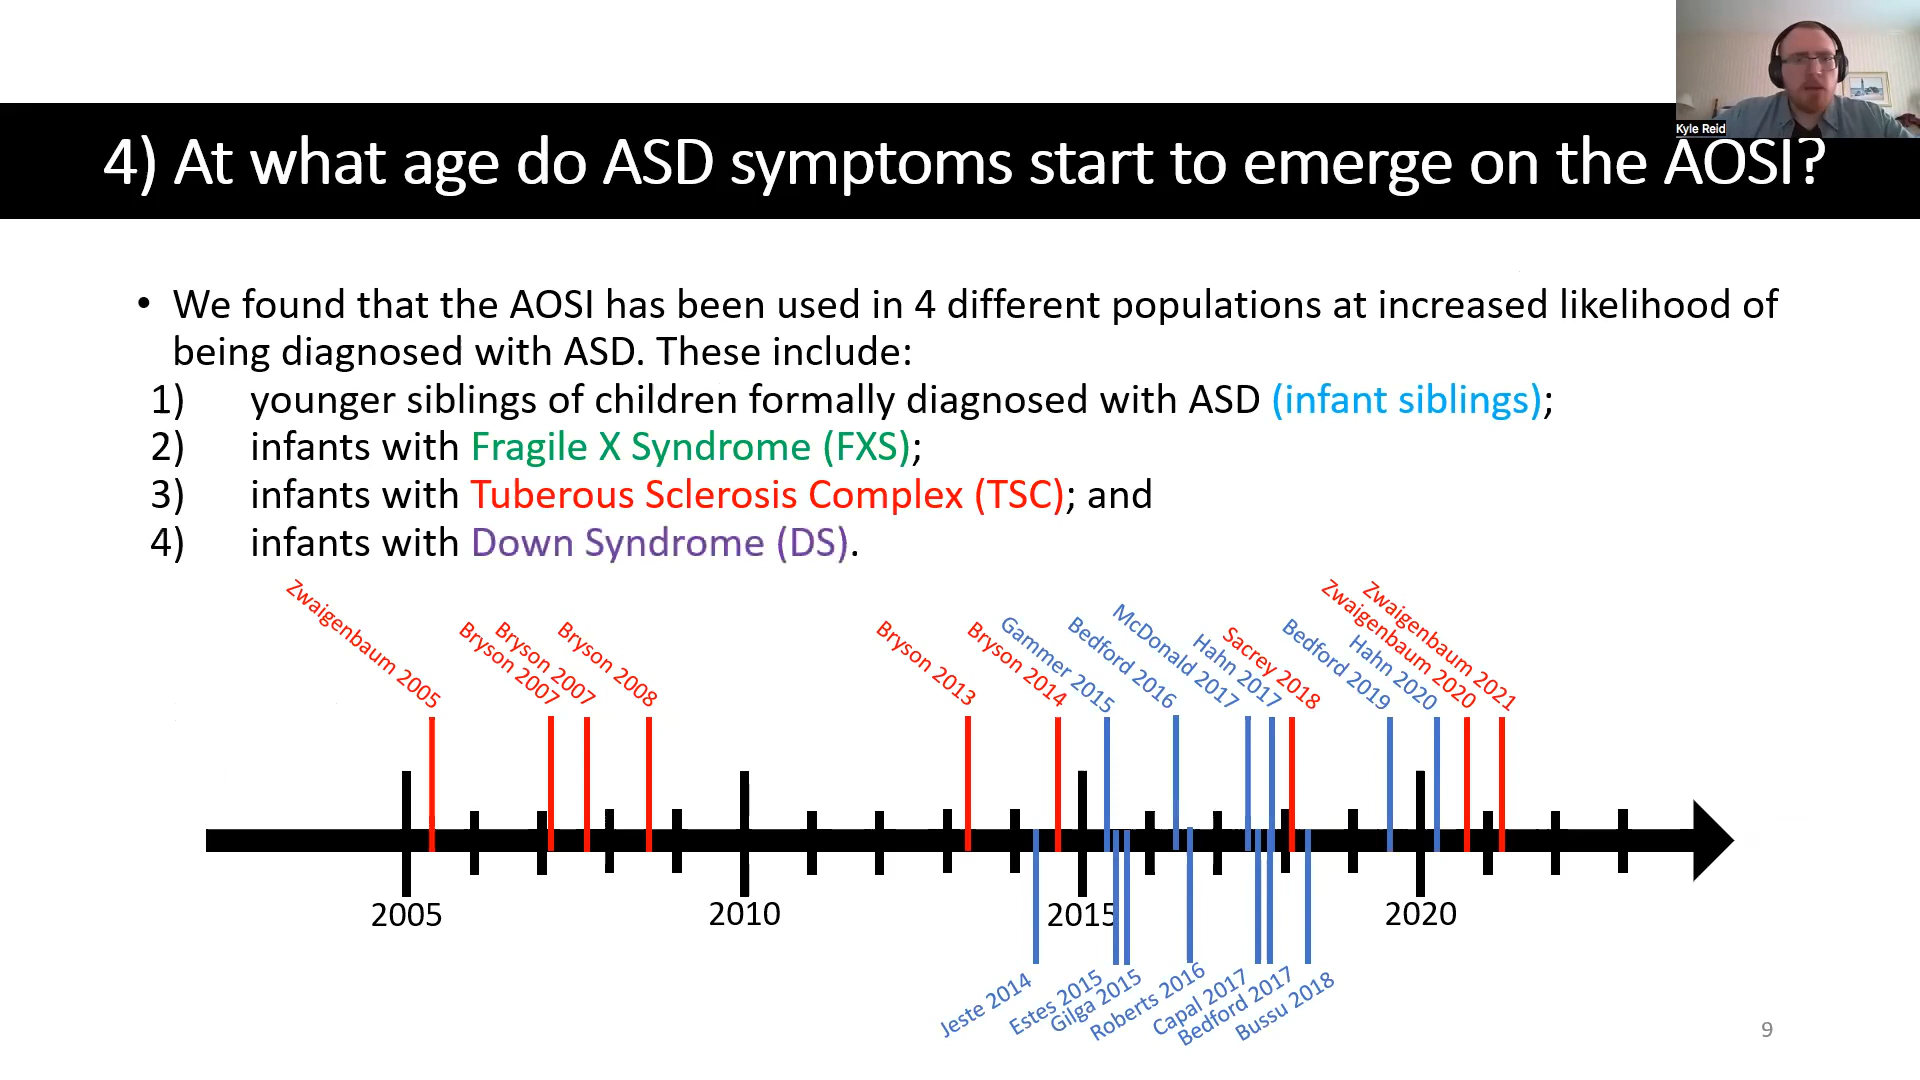 Kyle Reid
4) At what age do ASD symptoms start to emerge on the AOSI?
• We found that the AOSI has been used in 4 different populations at increased likelihood of
being diagnosed with ASD. These include:
1) younger siblings of children formally diagnosed with ASD (infant siblings);
2) infants with Fragile X Syndrome (FXS);
3) infants with Tuberous Sclerosis Complex (TSC); and
4) infants with Down Syndrome (DS).
Zwaigenbaum 2005
Bryson 2007
Bryson 2007
Bryson 2008
Bryson 2013
Bryson 2014
Gammer 2015
Bedford 2016
McDonald 2017
Hahn 2017
Sacrey 2018
Bedford 2019
Hahn 2020
Zwaigenbaum 2020
Zwaigenbaum 2021
2005
2010
2015
2020
Jeste 2014
Estes 2015
Gilga 2015
Roberts 2016
Capal 2017
Bedford 2017
Bussu 2018
9